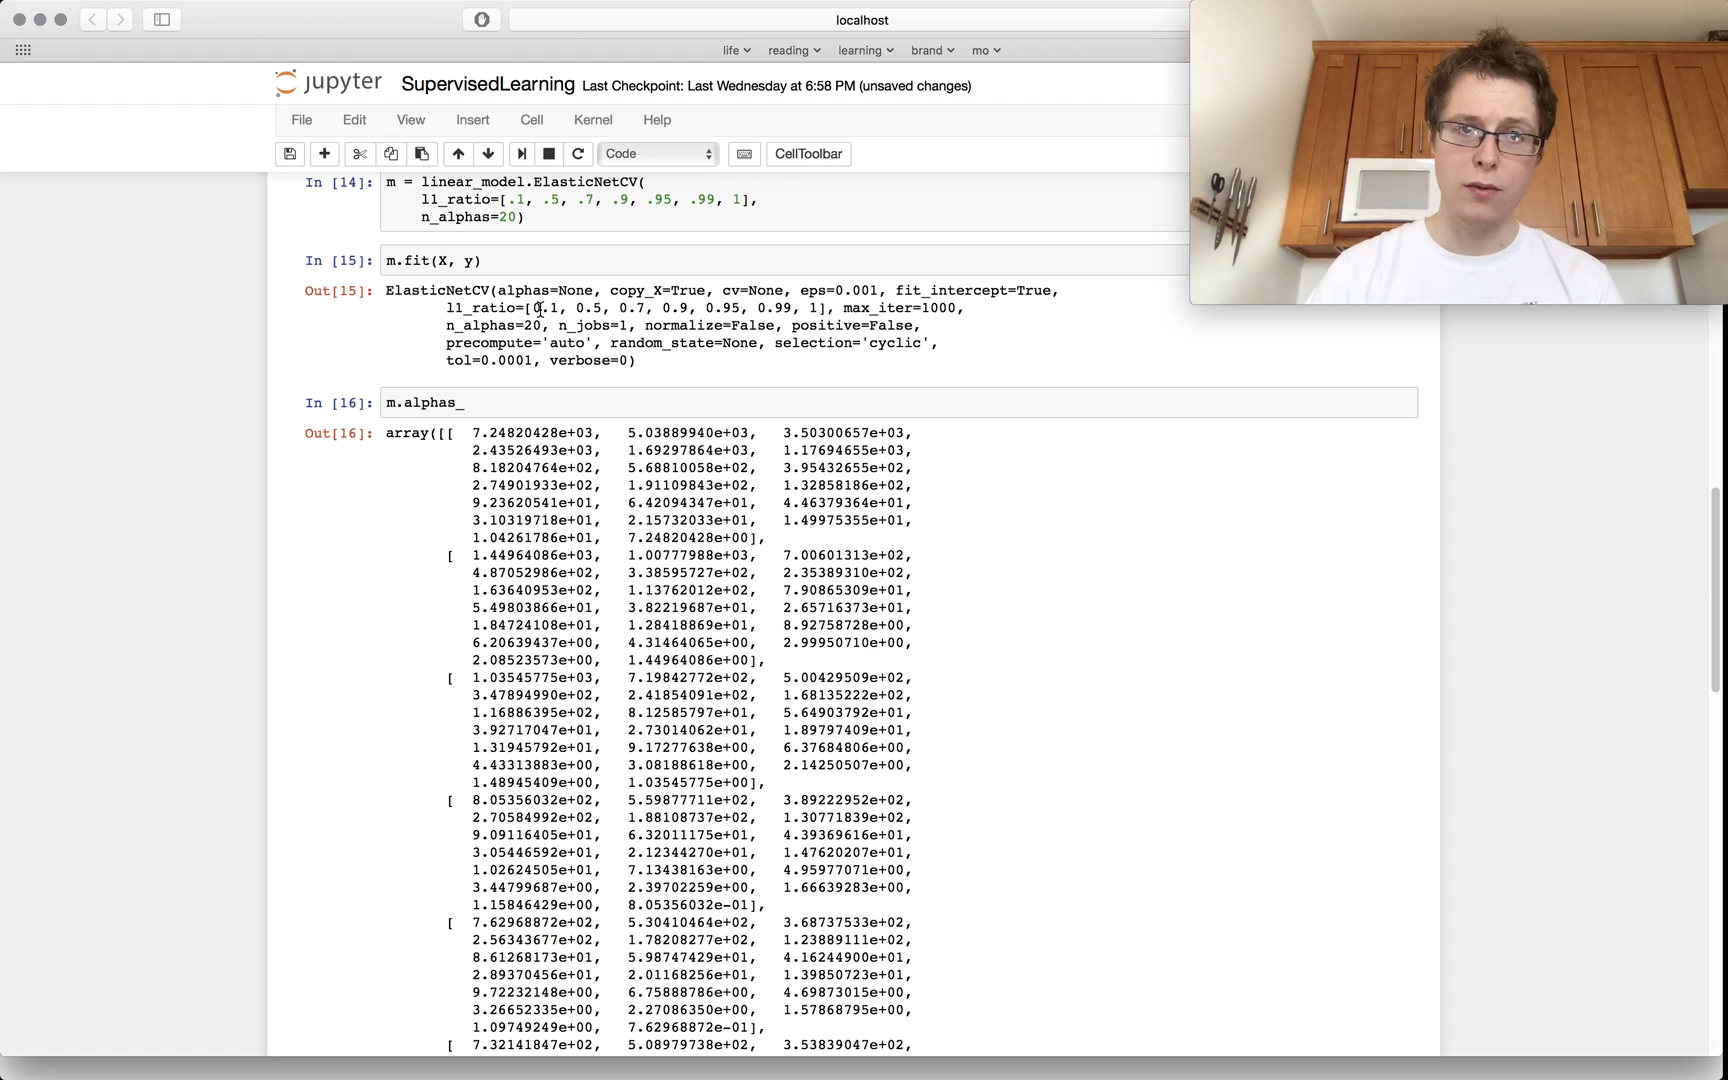 localhost
life reading learning brand mo
jupyter SupervisedLearning Last Checkpoint: Last Wednesday at 6:58 PM (unsaved changes)
File Edit View Insert Cell Kernel Help
Code CellToolbar
In [14]: m = linear_model.ElasticNetCV(
l1_ratio=[.1, .5, .7, .9, .95, .99, 1],
n_alphas=20)
In [15]: m.fit(X, y)
Out[15]: ElasticNetCV(alphas=None, copy_X=True, cv=None, eps=0.001, fit_intercept=True,
l1_ratio=[0.1, 0.5, 0.7, 0.9, 0.95, 0.99, 1], max_iter=1000,
n_alphas=20, n_jobs=1, normalize=False, positive=False,
precompute='auto', random_state=None, selection='cyclic',
tol=0.0001, verbose=0)
In [16]: m.alphas_
Out[16]: array([[ 7.24820428e+03, 5.03889940e+03, 3.50300657e+03,
2.43526493e+03, 1.69297864e+03, 1.17694655e+03,
8.18204764e+02, 5.68810058e+02, 3.95432655e+02,
2.74901933e+02, 1.91109843e+02, 1.32858186e+02,
9.23620541e+01, 6.42094347e+01, 4.46379364e+01,
3.10319718e+01, 2.15732033e+01, 1.49975355e+01,
1.04261786e+01, 7.24820428e+00],
[ 1.44964086e+03, 1.00777988e+03, 7.00601313e+02,
4.87052986e+02, 3.38595727e+02, 2.35389310e+02,
1.63640953e+02, 1.13762012e+02, 7.90865309e+01,
5.49803866e+01, 3.82219687e+01, 2.65716373e+01,
1.84724108e+01, 1.28418869e+01, 8.92758728e+00,
6.20639437e+00, 4.31464065e+00, 2.99950710e+00,
2.08523573e+00, 1.44964086e+00],
[ 1.03545775e+03, 7.19842772e+02, 5.00429509e+02,
3.47894990e+02, 2.41854091e+02, 1.68135222e+02,
1.16886395e+02, 8.12585797e+01, 5.64903792e+01,
3.92717047e+01, 2.73014062e+01, 1.89797409e+01,
1.31945792e+01, 9.17277638e+00, 6.37684806e+00,
4.43313883e+00, 3.08188618e+00, 2.14250507e+00,
1.48945409e+00, 1.03545775e+00],
[ 8.05356032e+02, 5.59877711e+02, 3.89222952e+02,
2.70584992e+02, 1.88108737e+02, 1.30771839e+02,
9.09116405e+01, 6.32011175e+01, 4.39369616e+01,
3.05446592e+01, 2.12344270e+01, 1.47620207e+01,
1.02624505e+01, 7.13438163e+00, 4.95977071e+00,
3.44799687e+00, 2.39702259e+00, 1.66639283e+00,
1.15846429e+00, 8.05356032e-01],
[ 7.62968872e+02, 5.30410464e+02, 3.68737533e+02,
2.56343677e+02, 1.78208277e+02, 1.23889111e+02,
8.61268173e+01, 5.98747429e+01, 4.16244900e+01,
2.89370456e+01, 2.01168256e+01, 1.39850723e+01,
9.72232148e+00, 6.75888786e+00, 4.69873015e+00,
3.26652335e+00, 2.27086350e+00, 1.57868795e+00,
1.09749249e+00, 7.62968872e-01],
[ 7.32141847e+02, 5.08979738e+02, 3.53839047e+02,